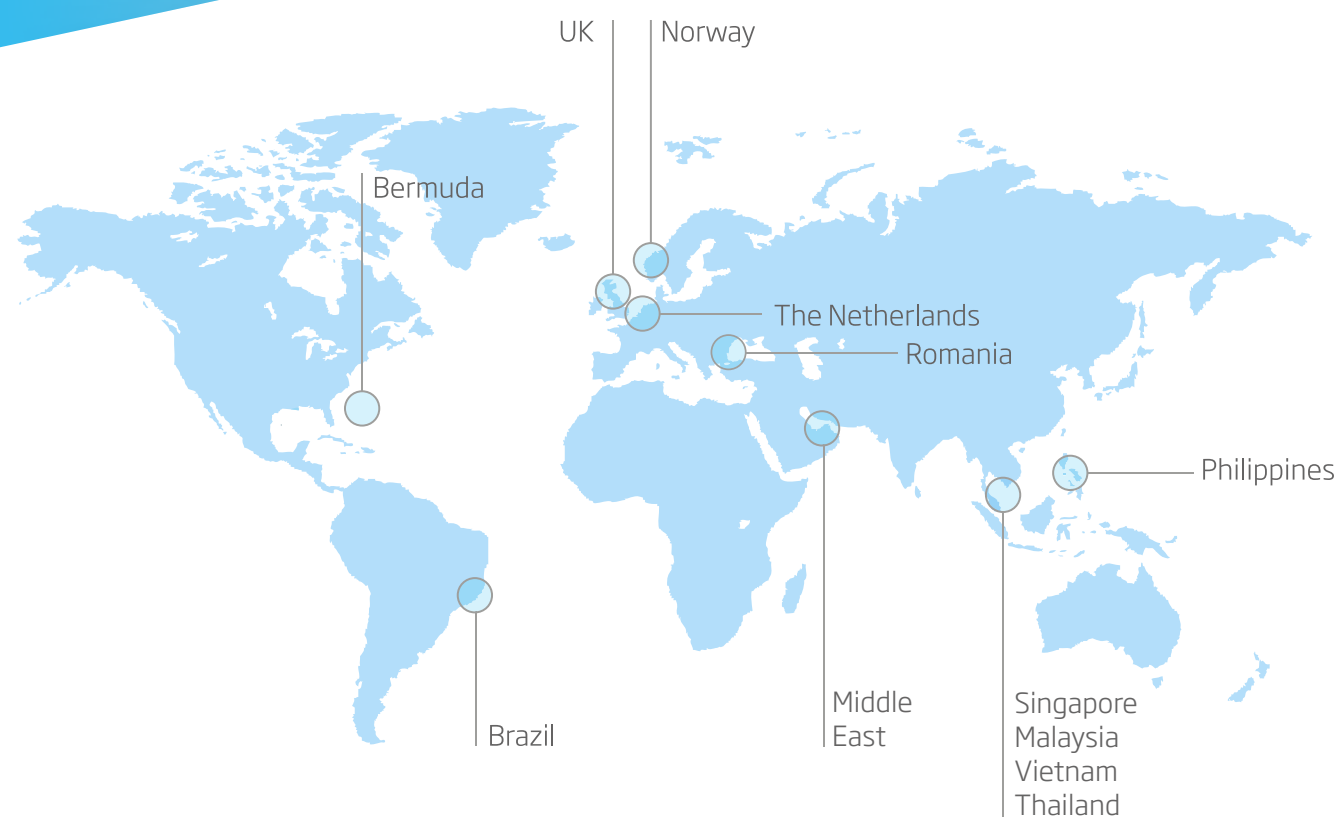 UK
Norway
Bermuda
The Netherlands
Romania
Philippines
Middle
East
Singapore
Malaysia
Vietnam
Thailand
Brazil